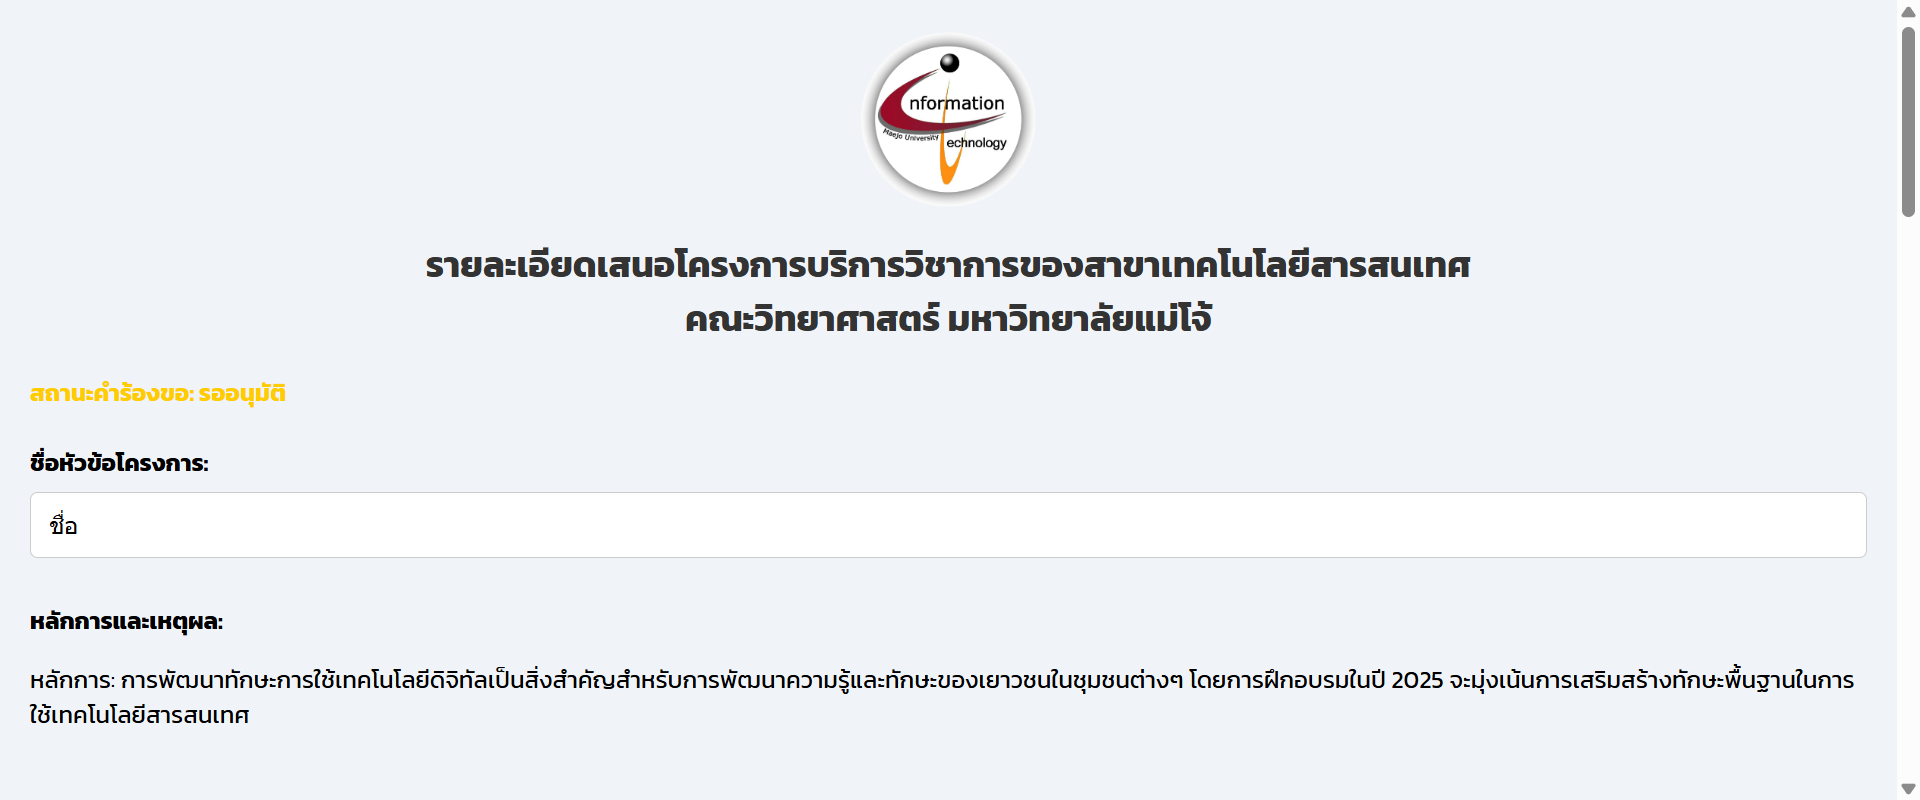 nformation
Maejo University
echnology
รายละเอียดเสนอโครงการบริการวิชาการของสาขาเทคโนโลยีสารสนเทศ
คณะวิทยาศาสตร์ มหาวิทยาลัยแม่โจ้
สถานะคำร้องขอ: รออนุมัติ
ชื่อหัวข้อโครงการ:
ชื่อ
หลักการและเหตุผล:
หลักการ: การพัฒนาทักษะการใช้เทคโนโลยีดิจิทัลเป็นสิ่งสำคัญสำหรับการพัฒนาความรู้และทักษะของเยาวชนในชุมชนต่างๆ โดยการฝึกอบรมในปี 2025 จะมุ่งเน้นการเสริมสร้างทักษะพื้นฐานในการ
ใช้เทคโนโลยีสารสนเทศ